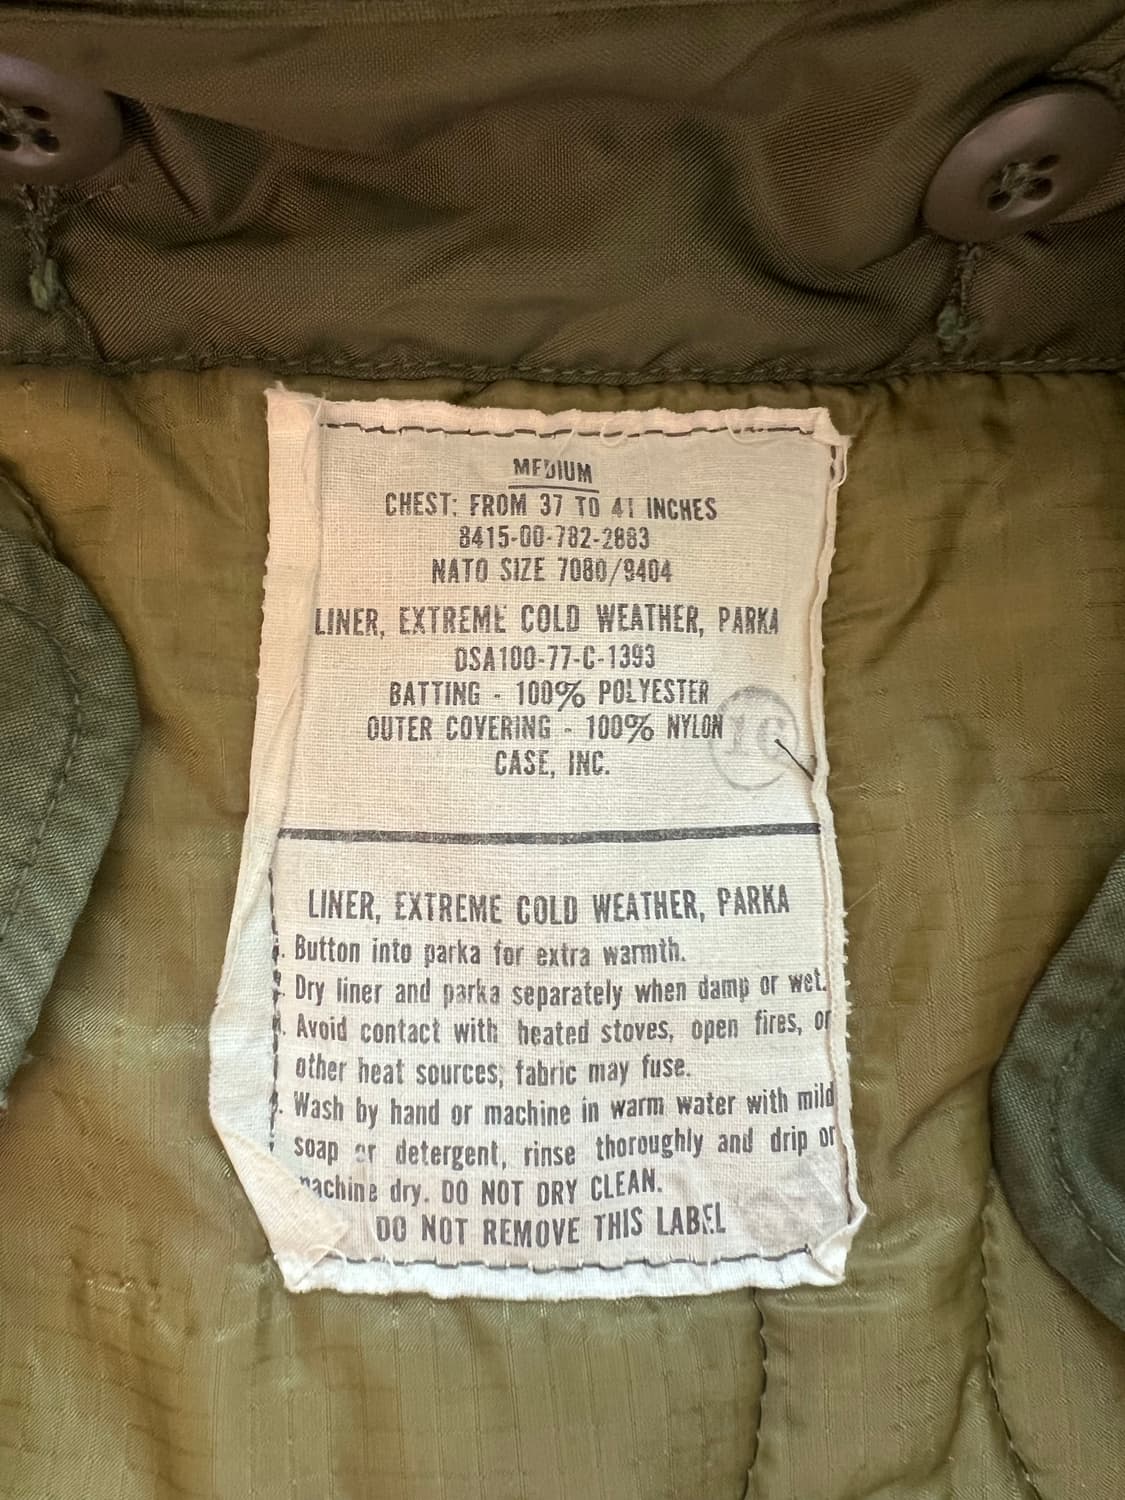 MEDIUM
CHEST: FROM 37 TO 41 INCHES
8415-00-782-2883
NATO SIZE 7080/9404
LINER, EXTREME COLD WEATHER, PARKA
DSA100-77-C-1393
BATTING - 100% POLYESTER
OUTER COVERING - 100% NYLON
CASE, INC.
LINER, EXTREME COLD WEATHER, PARKA
. Button into parka for extra warmth.
. Dry liner and parka separately when damp or wet.
. Avoid contact with heated stoves, open fires, or
other heat sources; fabric may fuse.
. Wash by hand or machine in warm water with mild
soap or detergent, rinse thoroughly and drip or
machine dry. DO NOT DRY CLEAN.
DO NOT REMOVE THIS LABEL